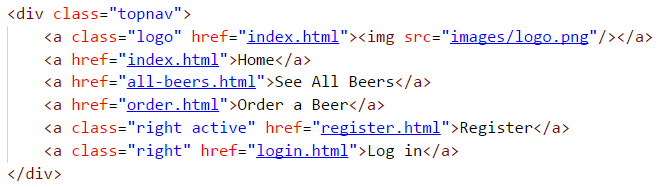 <div class="topnav">
    <a class="logo" href="index.html"><img src="images/logo.png"/></a>
    <a href="index.html">Home</a>
    <a href="all-beers.html">See All Beers</a>
    <a href="order.html">Order a Beer</a>
    <a class="right active" href="register.html">Register</a>
    <a class="right" href="login.html">Log in</a>
</div>